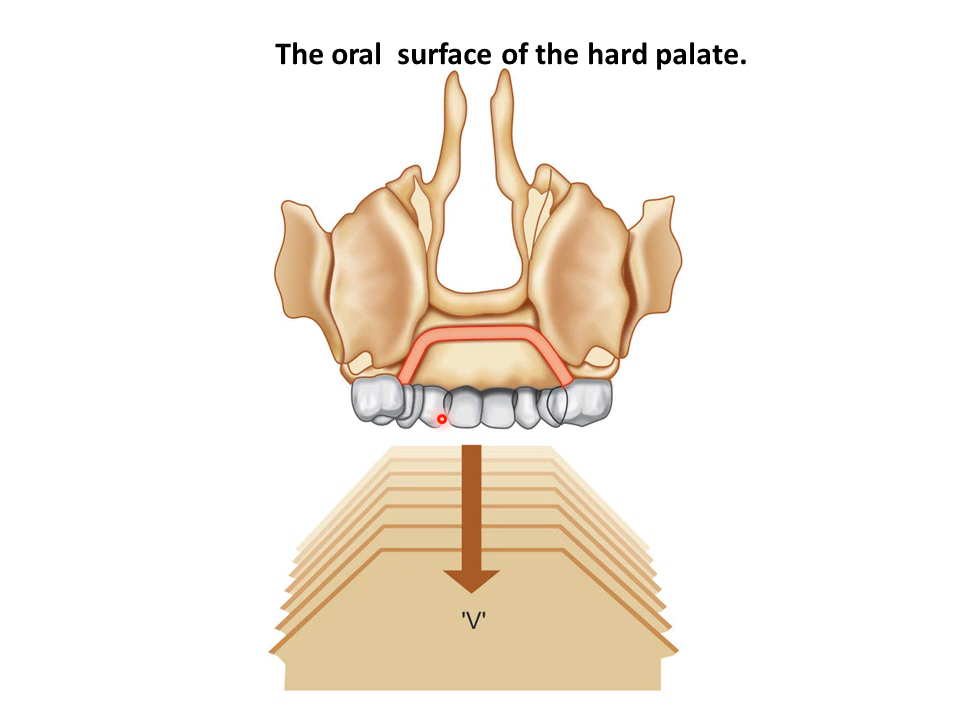 The oral  surface of the hard palate.
'V'